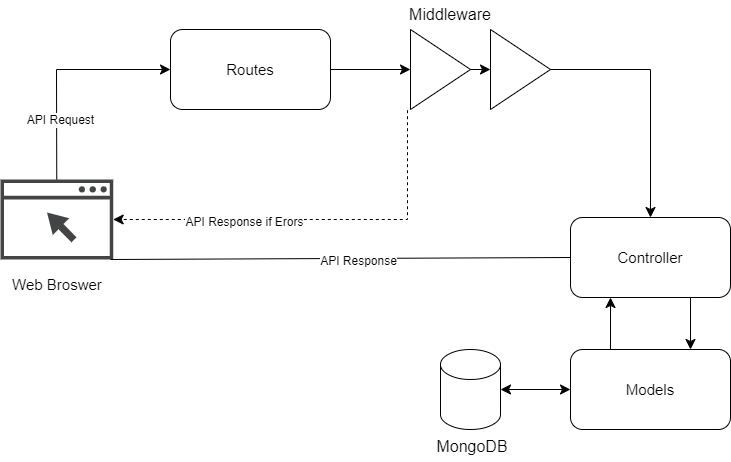 Middleware
Routes
API Request
API Response if Erors
Controller
API Response
Web Broswer
Models
MongoDB